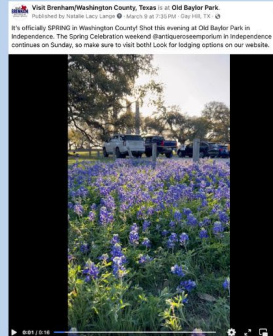 Visit Brenham/Washington County, Texas is at Old Baylor Park.
Published by Natalie Lacy Lange · March 9 at 7:35 PM · Gay Hill, TX ·
It's officially SPRING in Washington County! Shot this evening at Old Baylor Park in
Independence. The Spring Celebration weekend @antiqueroseemporium in Independence
continues on Sunday, so make sure to visit both! Look for lodging options on our website.
0:01 / 0:16